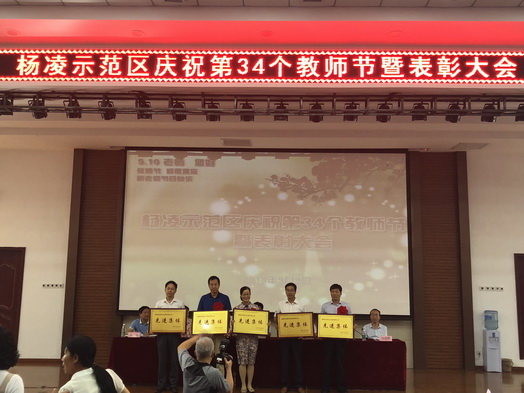 杨凌示范区庆祝第34个教师节暨表彰大会
杨凌示范区庆祝第34个教师节
暨表彰大会
先进集体
先进集体
先进集体
先进集体
先进集体